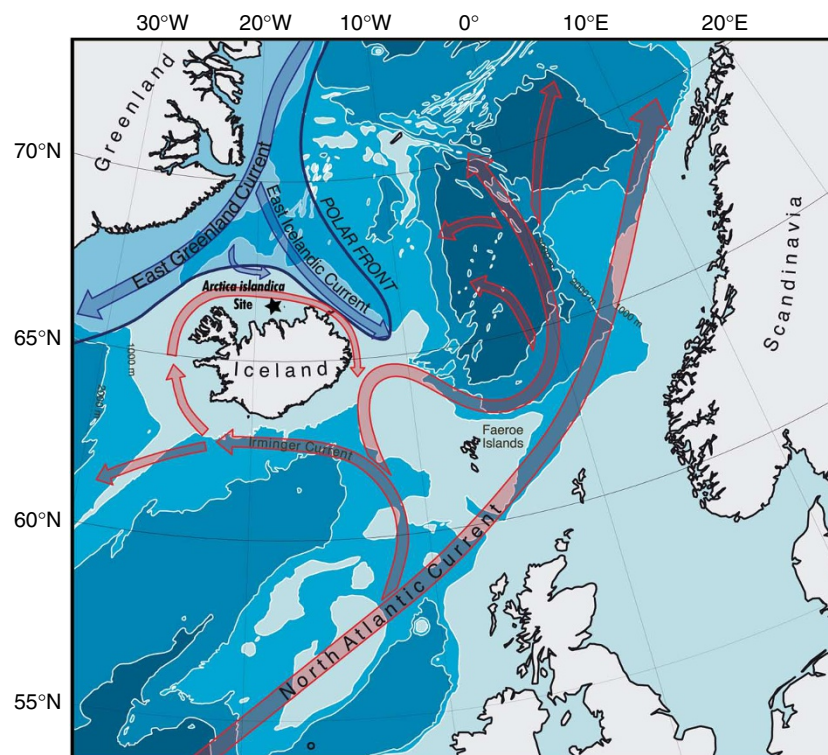 30°W 20°W 10°W 0° 10°E 20°E
Greenland
70°N
East Greenland Current
East Icelandic Current
POLAR FRONT
Scandinavia
Arctica islandica
Site
65°N
1000 m
Iceland
1000 m
Faeroe
Islands
Irminger Current
60°N
North Atlantic Current
55°N